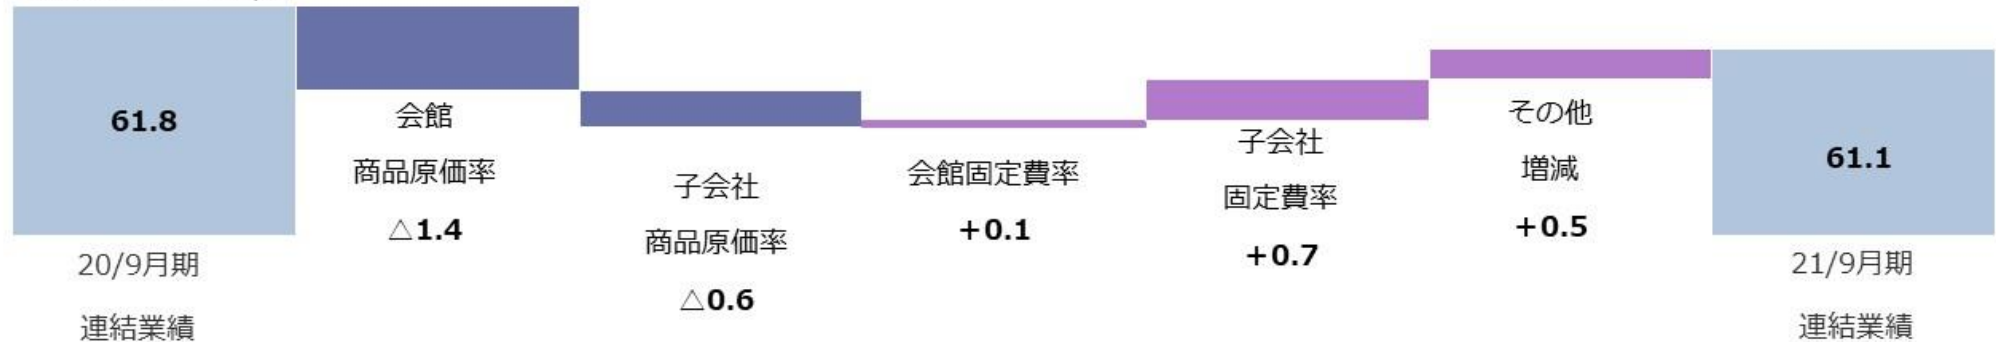 61.8
20/9月期
連結業績
会館
商品原価率
△1.4
子会社
商品原価率
△0.6
会館固定費率
+0.1
子会社
固定費率
+0.7
その他
増減
+0.5
61.1
21/9月期
連結業績